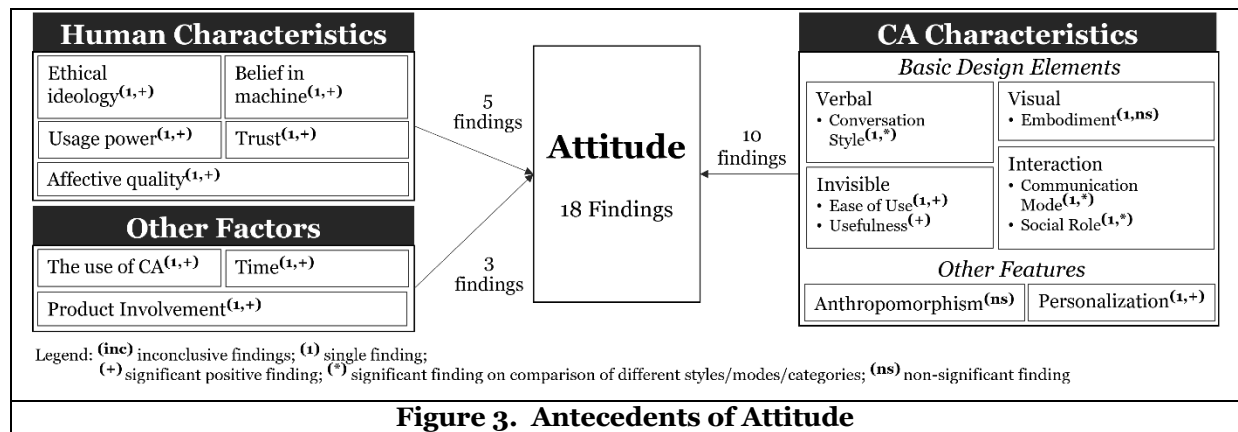 Human Characteristics
Ethical
ideology(1,+)
Belief in
machine(1,+)
Usage power(1,+)
Trust(1,+)
Affective quality(1,+)
Other Factors
The use of CA(1,+)
Time(1,+)
Product Involvement(1,+)
5
findings
3
findings
Attitude
18 Findings
10
findings
CA Characteristics
Basic Design Elements
Verbal
• Conversation
Style(1,*)
Visual
• Embodiment(1,ns)
Invisible
• Ease of Use(1,+)
• Usefulness(+)
Interaction
• Communication
Mode(1,*)
• Social Role(1,*)
Other Features
Anthropomorphism(ns)
Personalization(1,+)
Legend: (inc) inconclusive findings; (1) single finding;
(+) significant positive finding; (*) significant finding on comparison of different styles/modes/categories; (ns) non-significant finding
Figure 3. Antecedents of Attitude